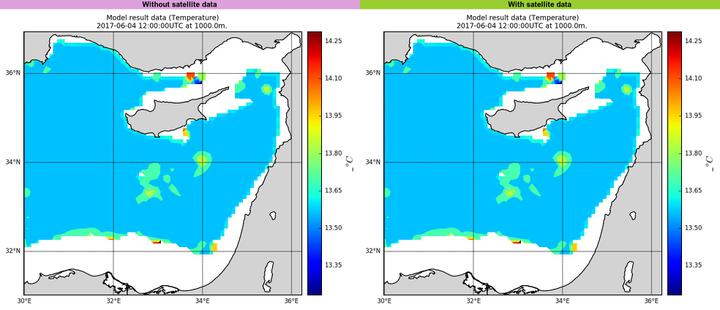 Without satellite data
Model result data (Temperature)
2017-06-04 12:00:00UTC at 1000.0m.
36°N
34°N
32°N
30°E
32°E
34°E
36°E
14.25
14.10
13.95
13.80
13.65
13.50
13.35
°C
With satellite data
Model result data (Temperature)
2017-06-04 12:00:00UTC at 1000.0m.
36°N
34°N
32°N
30°E
32°E
34°E
36°E
14.25
14.10
13.95
13.80
13.65
13.50
13.35
°C